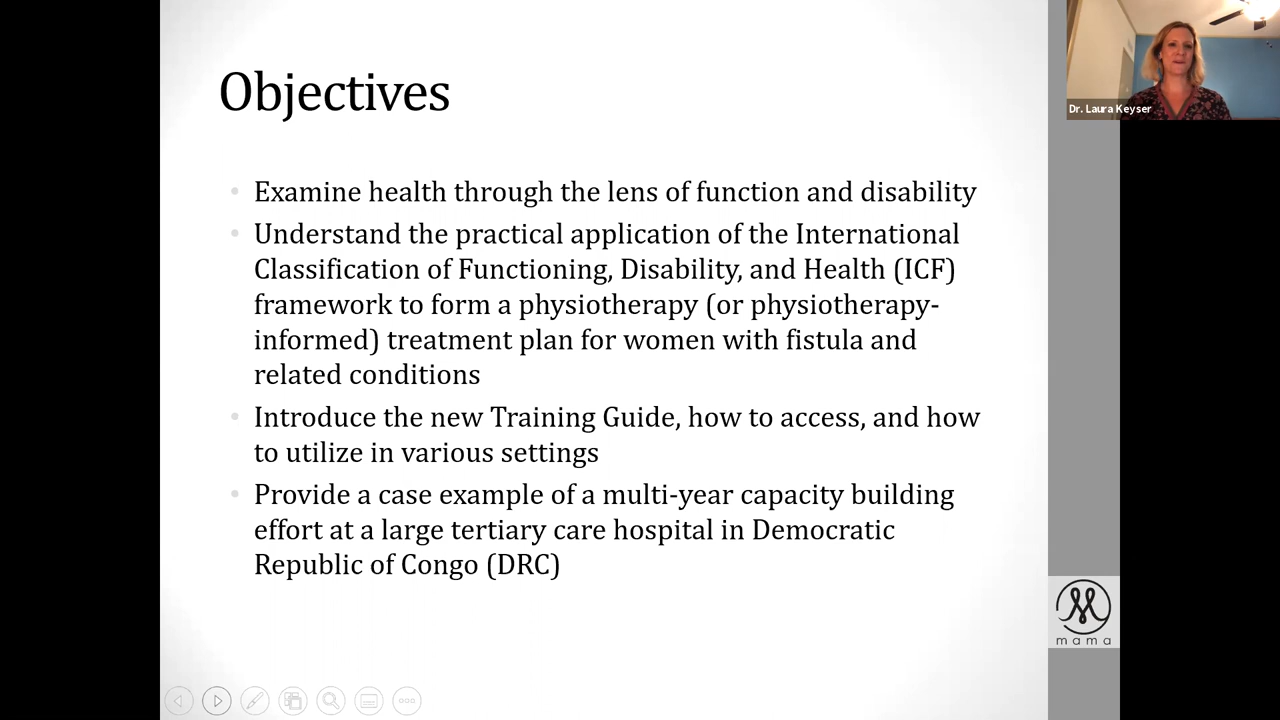 Objectives
Examine health through the lens of function and disability
Understand the practical application of the International
Classification of Functioning, Disability, and Health (ICF)
framework to form a physiotherapy (or physiotherapy-
informed) treatment plan for women with fistula and
related conditions
Introduce the new Training Guide, how to access, and how
to utilize in various settings
Provide a case example of a multi-year capacity building
effort at a large tertiary care hospital in Democratic
Republic of Congo (DRC)
Dr. Laura Keyser
mama